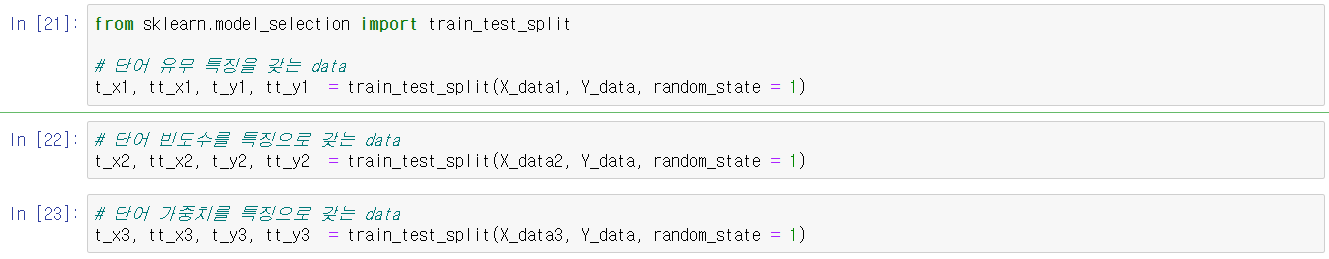 In [21]: from sklearn.model_selection import train_test_split
# 단어 유무 특징을 갖는 data
t_x1, tt_x1, t_y1, tt_y1 = train_test_split(X_data1, Y_data, random_state = 1)
In [22]: # 단어 빈도수를 특징으로 갖는 data
t_x2, tt_x2, t_y2, tt_y2 = train_test_split(X_data2, Y_data, random_state = 1)
In [23]: # 단어 가중치를 특징으로 갖는 data
t_x3, tt_x3, t_y3, tt_y3 = train_test_split(X_data3, Y_data, random_state = 1)